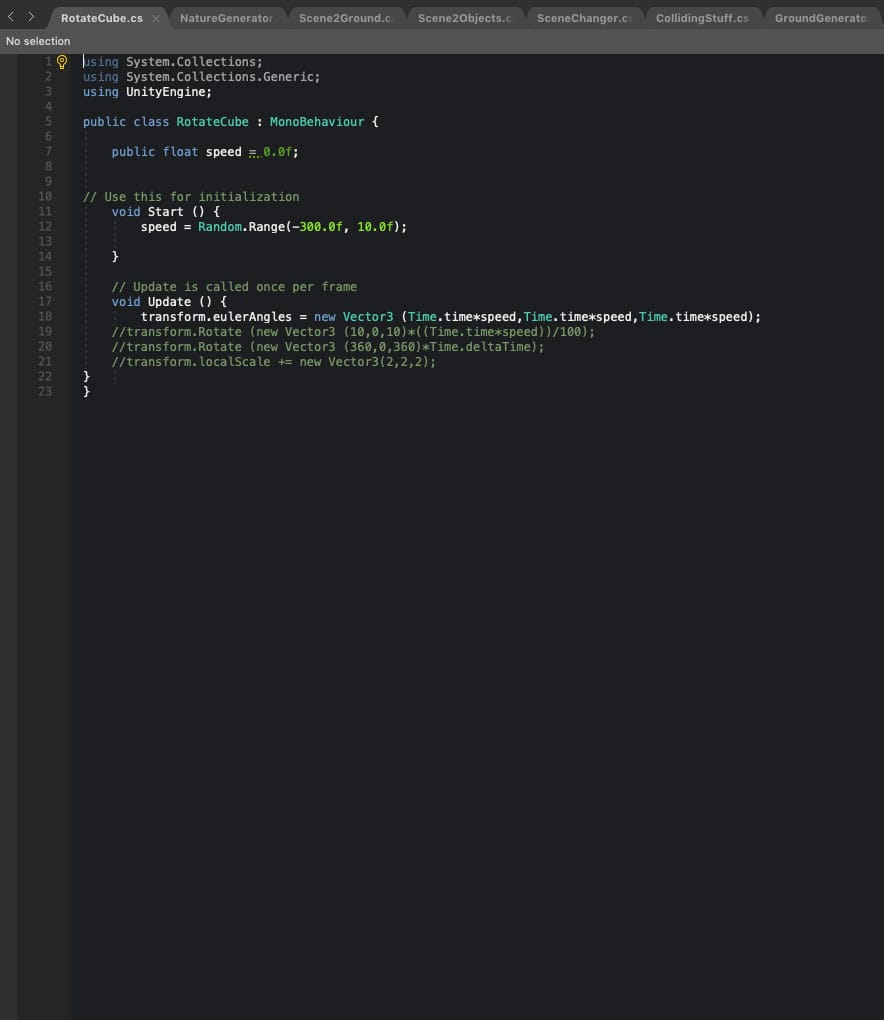 RotateCube.cs × NatureGenerator Scene2Ground.c Scene2Objects.c SceneChanger.c CollidingStuff.cs GroundGenerato
No selection
1 using System.Collections;
2 using System.Collections.Generic;
3 using UnityEngine;
4
5 public class RotateCube : MonoBehaviour {
6
7 public float speed = 0.0f;
8
9
10 // Use this for initialization
11 void Start () {
12 speed = Random.Range(-300.0f, 10.0f);
13
14 }
15
16 // Update is called once per frame
17 void Update () {
18 transform.eulerAngles = new Vector3 (Time.time*speed,Time.time*speed,Time.time*speed);
19 //transform.Rotate (new Vector3 (10,0,10)*((Time.time*speed))/100);
20 //transform.Rotate (new Vector3 (360,0,360)*Time.deltaTime);
21 //transform.localScale += new Vector3(2,2,2);
22 }
23 }